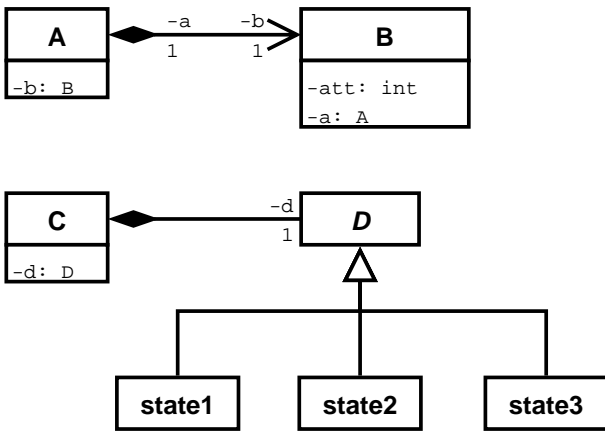 A
-a
-b
B
1
1
-b: B
-att: int
-a: A
C
-d
D
1
-d: D
state1
state2
state3